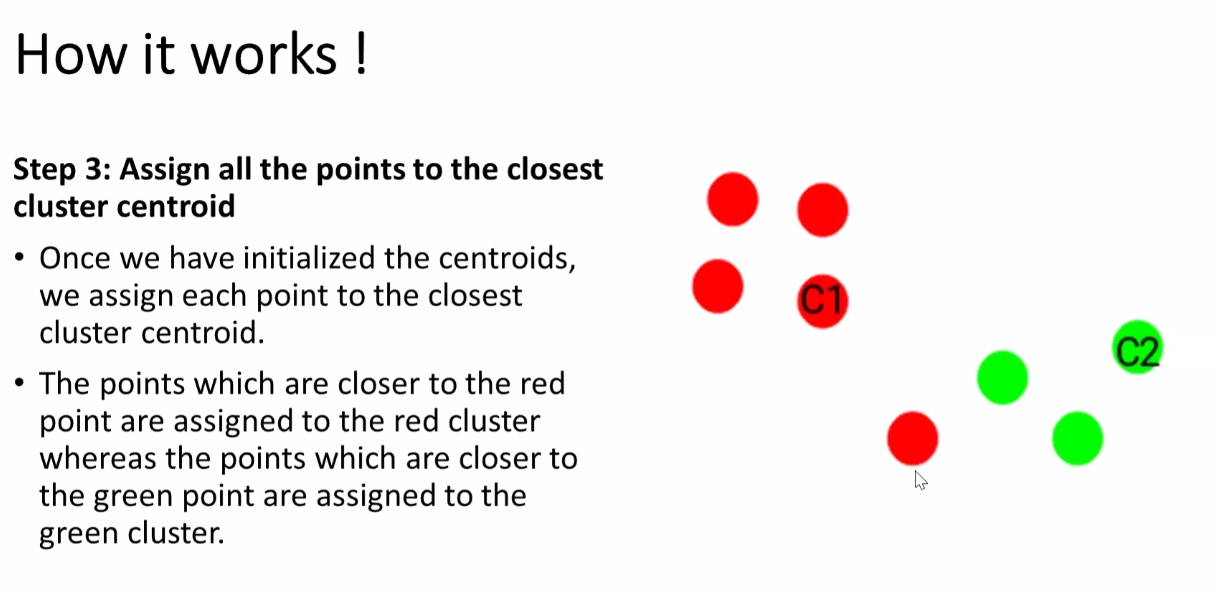 How it works !
Step 3: Assign all the points to the closest
cluster centroid
• Once we have initialized the centroids,
we assign each point to the closest
cluster centroid.
• The points which are closer to the red
point are assigned to the red cluster
whereas the points which are closer to
the green point are assigned to the
green cluster.
C1
C2